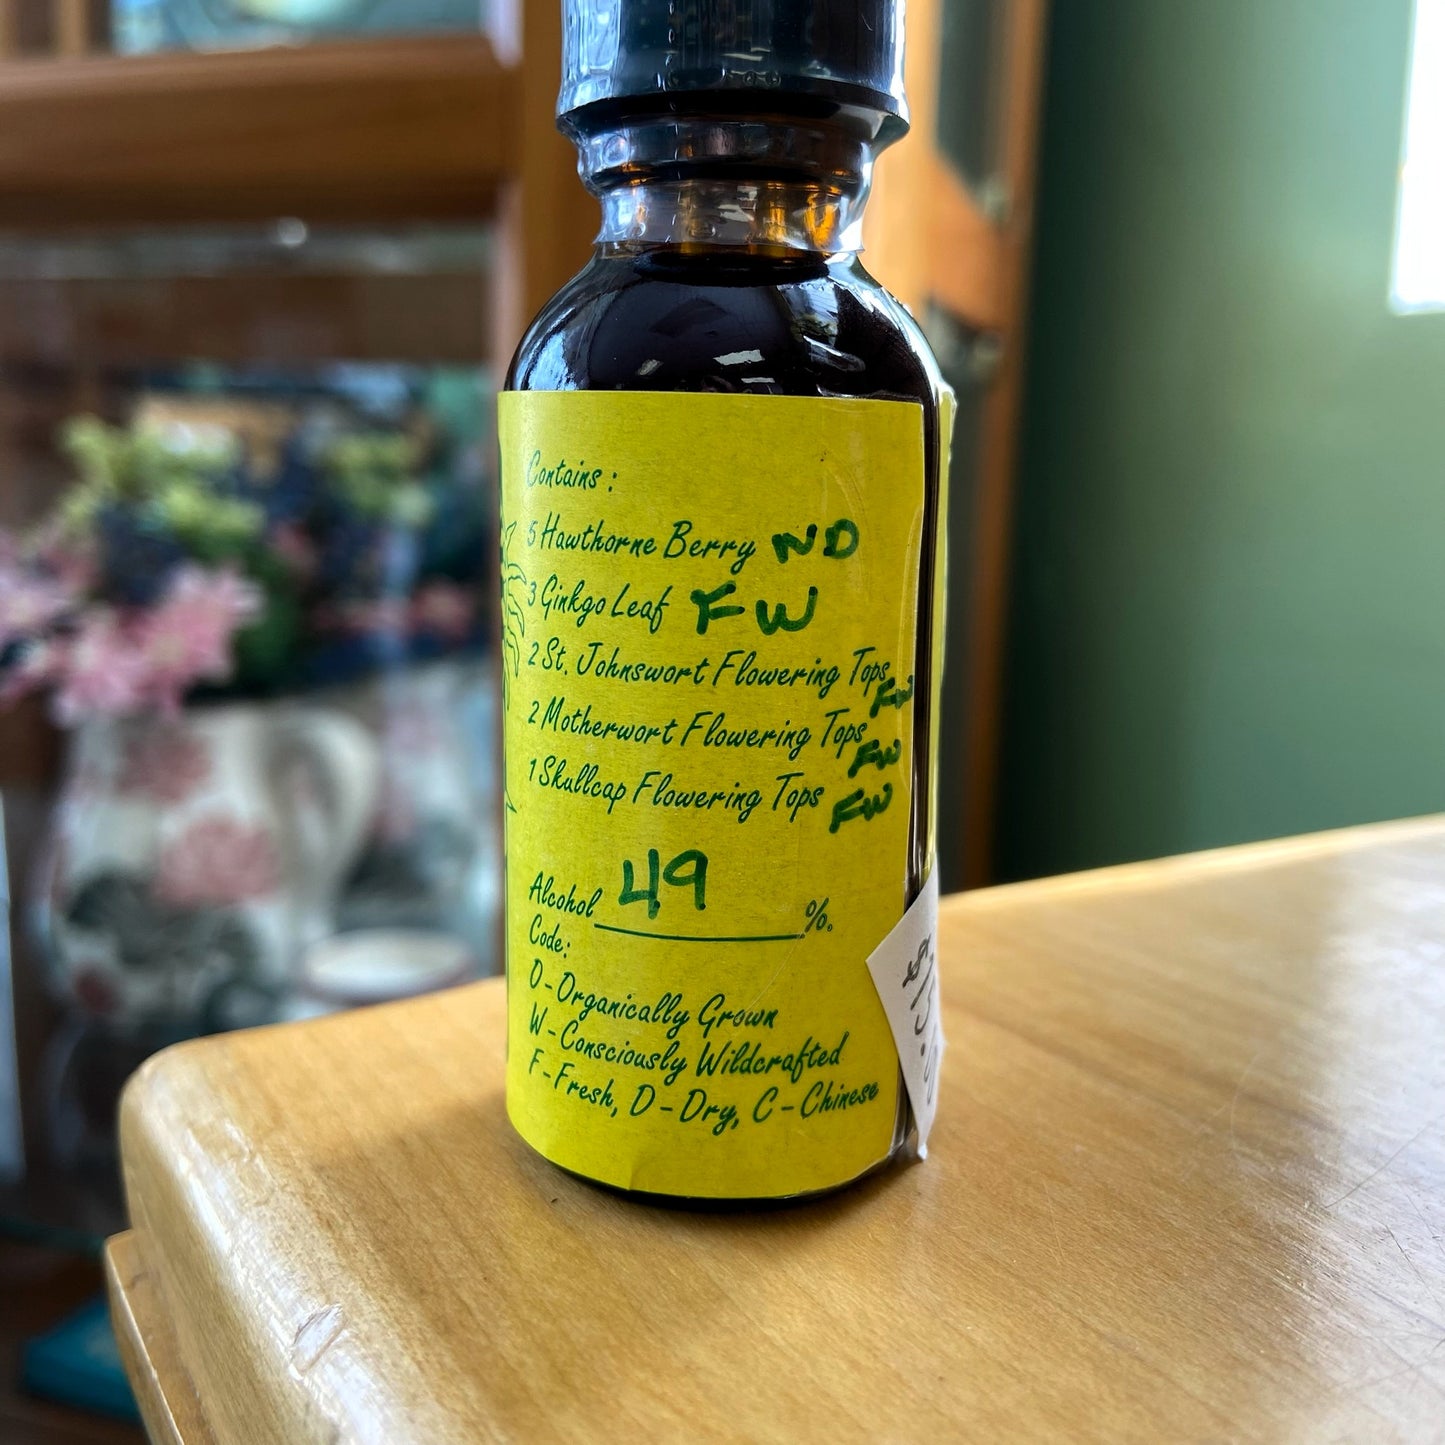 Contains :
5 Hawthorne Berry ND
3 Ginkgo Leaf FW
2 St. Johnswort Flowering Tops FW
2 Motherwort Flowering Tops FW
1 Skullcap Flowering Tops FW
Alcohol 49 %.
Code:
O - Organically Grown
W - Consciously Wildcrafted
F - Fresh, D - Dry, C - Chinese